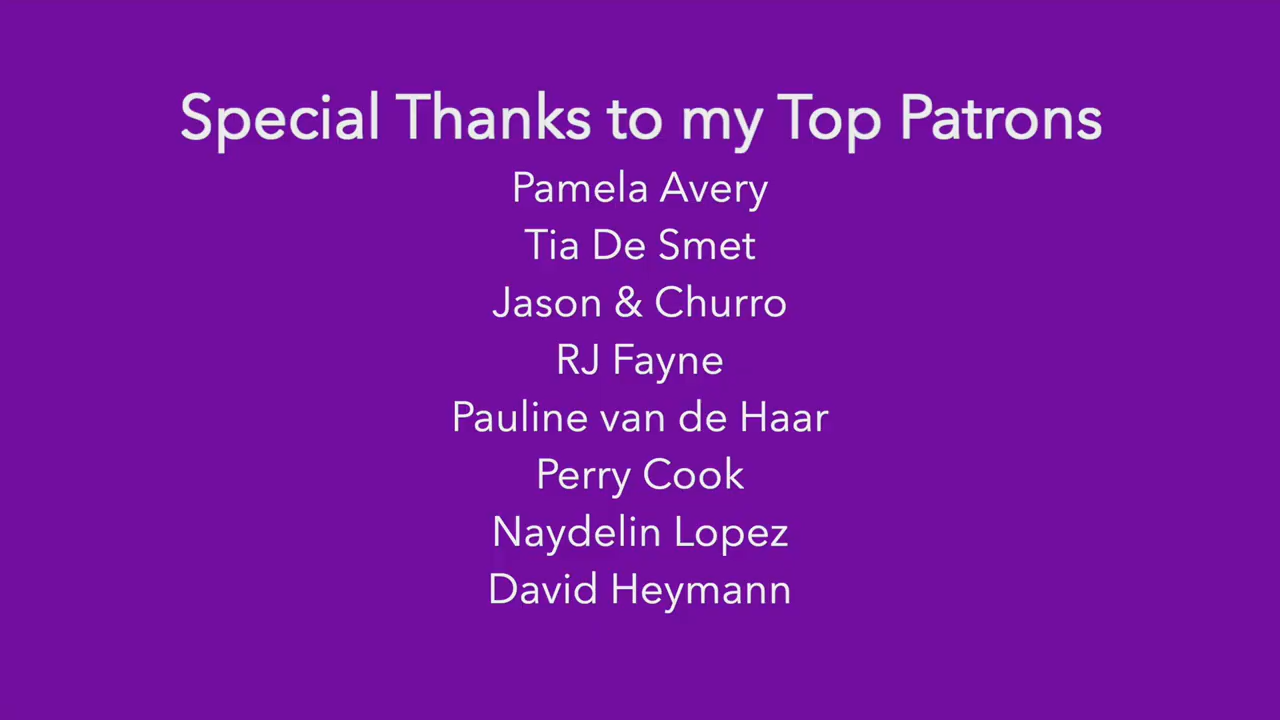 Special Thanks to my Top Patrons
Pamela Avery
Tia De Smet
Jason & Churro
RJ Fayne
Pauline van de Haar
Perry Cook
Naydelin Lopez
David Heymann